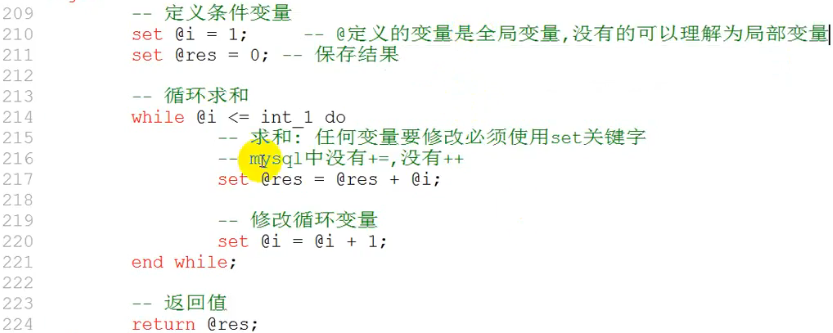 209 -- 定义条件变量
210 set @i = 1; -- @定义的变量是全局变量,没有的可以理解为局部变量
211 set @res = 0; -- 保存结果
212
213 -- 循环求和
214 while @i <= int_1 do
215 -- 求和: 任何变量要修改必须使用set关键字
216 -- mysql中没有+=,没有++
217 set @res = @res + @i;
218
219 -- 修改循环变量
220 set @i = @i + 1;
221 end while;
222
223 -- 返回值
224 return @res;